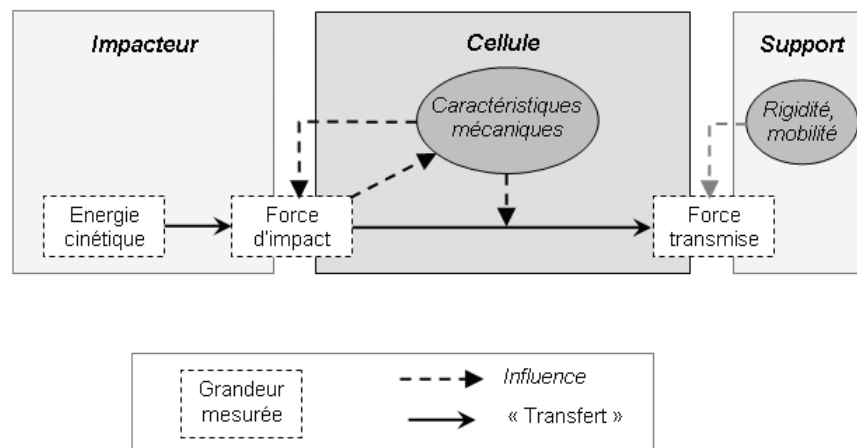 Impacteur
Cellule
Support
Caractéristiques
mécaniques
Rigidité,
mobilité
Energie
cinétique
Force
d'impact
Force
transmise
Grandeur
mesurée
Influence
« Transfert »